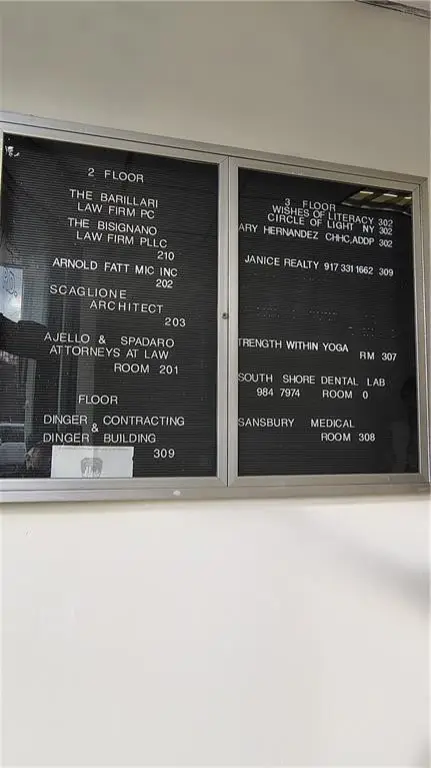 2 FLOOR
THE BARILLARI
LAW FIRM PC
THE BISIGNANO
LAW FIRM PLLC
210
ARNOLD FATT MIC INC
202
SCAGLIONE
ARCHITECT
203
AJELLO & SPADARO
ATTORNEYS AT LAW
ROOM 201
FLOOR
DINGER CONTRACTING
&
DINGER BUILDING
309
3 FLOOR
WISHES OF LITERACY 302
CIRCLE OF LIGHT NY 302
ARY HERNANDEZ CHHC,ADDP 302
JANICE REALTY 917 331 1662 309
TRENGTH WITHIN YOGA
RM 307
SOUTH SHORE DENTAL LAB
984 7974 ROOM 0
SANSBURY MEDICAL
ROOM 308